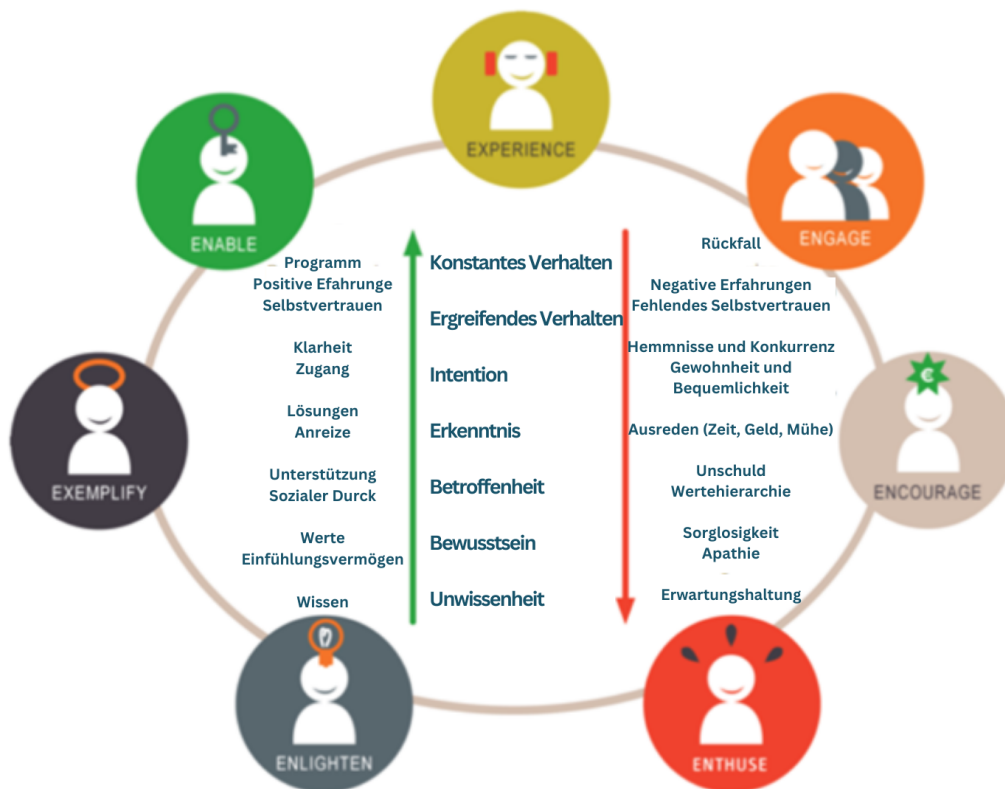 EXPERIENCE
ENABLE
ENGAGE
EXEMPLIFY
ENCOURAGE
ENLIGHTEN
ENTHUSE
Programm
Positive Efahrunge
Selbstvertrauen
Klarheit
Zugang
Lösungen
Anreize
Unterstützung
Sozialer Durck
Werte
Einfühlungsvermögen
Wissen
Konstantes Verhalten
Ergreifendes Verhalten
Intention
Erkenntnis
Betroffenheit
Bewusstsein
Unwissenheit
Rückfall
Negative Erfahrungen
Fehlendes Selbstvertrauen
Hemmnisse und Konkurrenz
Gewohnheit und
Bequemlichkeit
Ausreden (Zeit, Geld, Mühe)
Unschuld
Wertehierarchie
Sorglosigkeit
Apathie
Erwartungshaltung
€